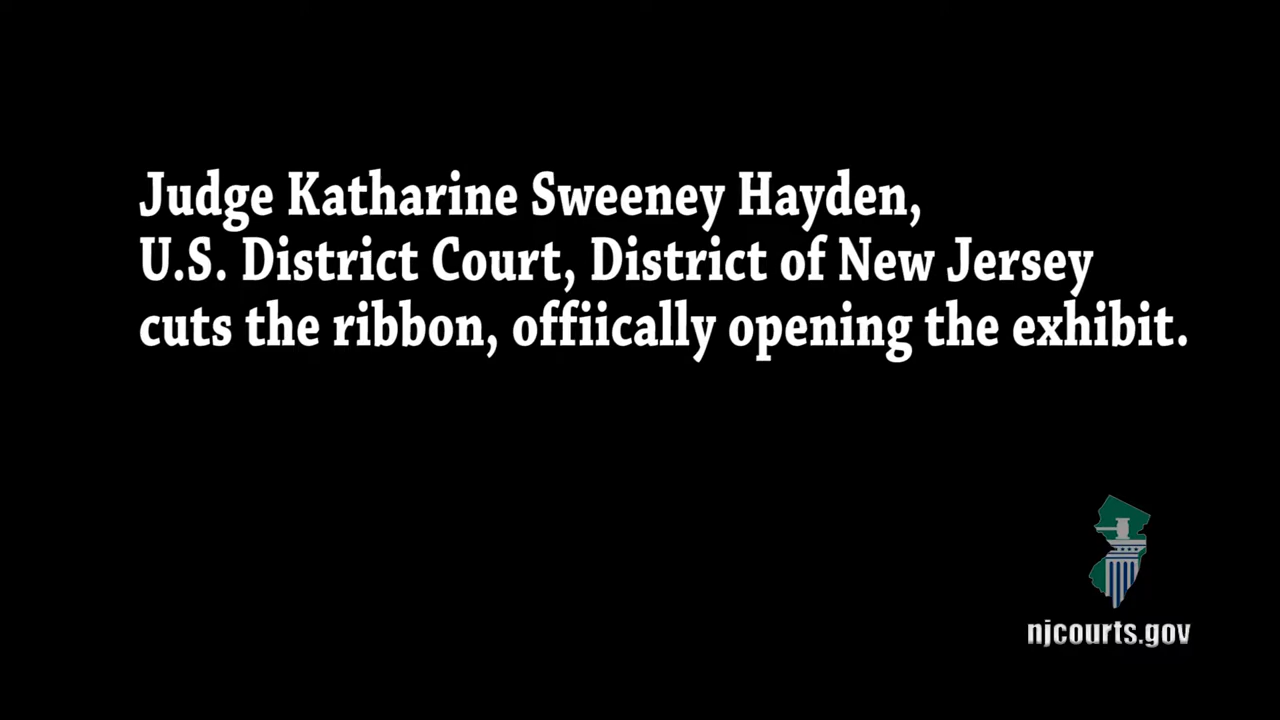 Judge Katharine Sweeney Hayden,
U.S. District Court, District of New Jersey
cuts the ribbon, offiically opening the exhibit.
njcourts.gov